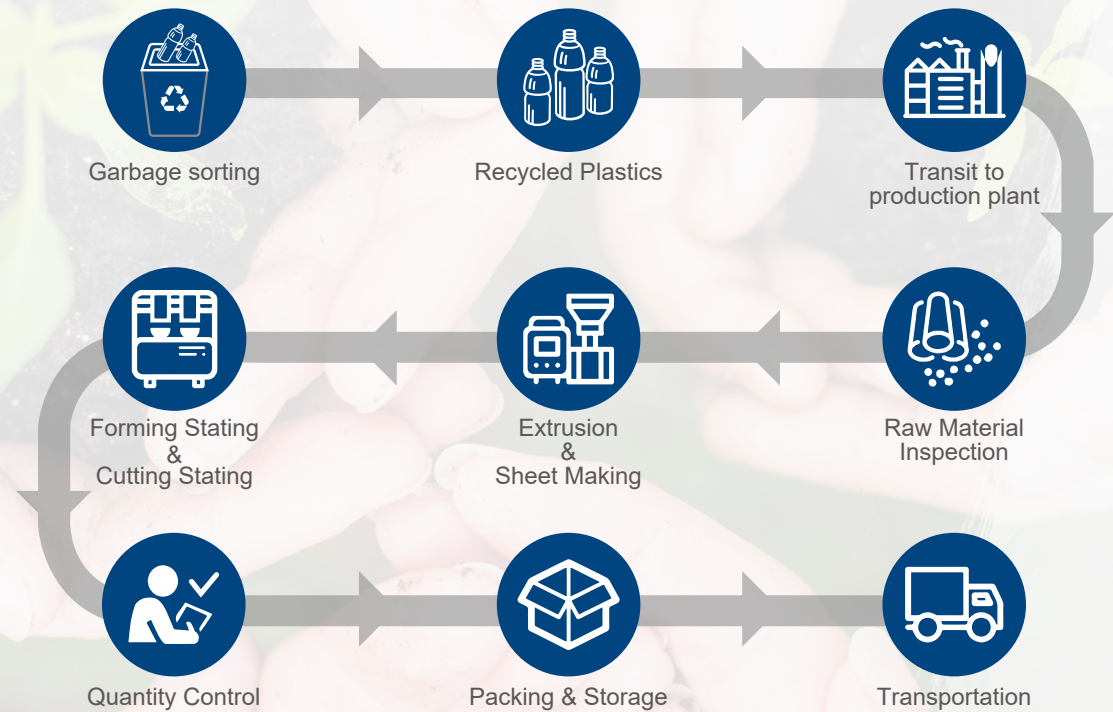 Garbage sorting
Recycled Plastics
Transit to
production plant
Raw Material
Inspection
Extrusion
&
Sheet Making
Forming Stating
&
Cutting Stating
Quantity Control
Packing & Storage
Transportation